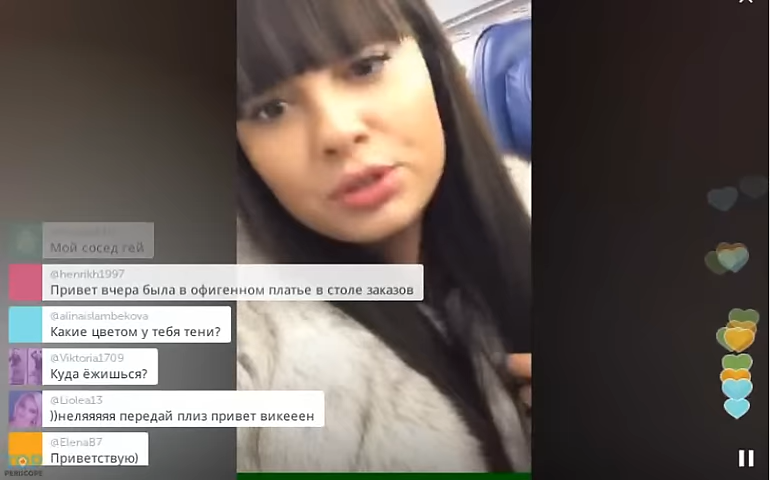 Мой сосед гей
@henrikh1997
Привет вчера была в офигенном платье в столе заказов
@alinaislambekova
Какие цветом у тебя тени?
@Viktoria1709
Куда ёжишься?
@Liolea13
))неляяяяя передай плиз привет викееен
@ElenaB7
Приветствую)
PERISCOPE